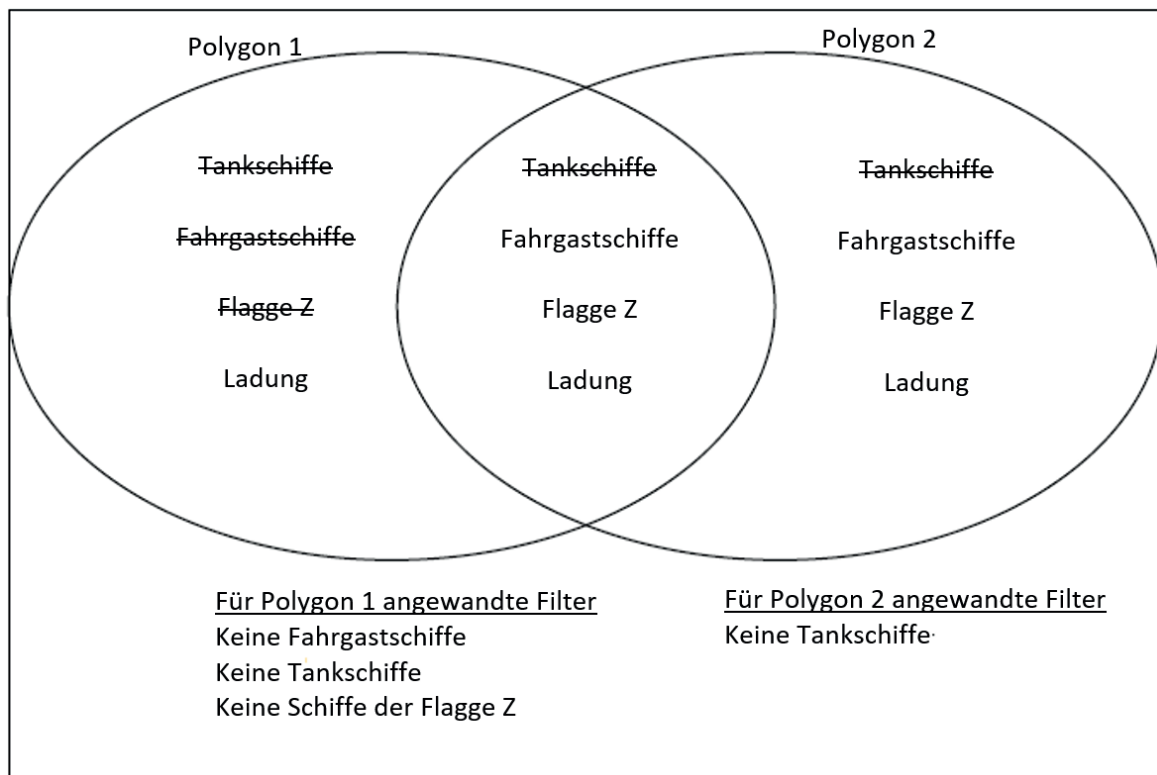 Polygon 1
Polygon 2
Tankschiffe
Tankschiffe
Tankschiffe
Fahrgastschiffe
Fahrgastschiffe
Fahrgastschiffe
Flagge Z
Flagge Z
Flagge Z
Ladung
Ladung
Ladung
Für Polygon 1 angewandte Filter
Keine Fahrgastschiffe
Keine Tankschiffe
Keine Schiffe der Flagge Z
Für Polygon 2 angewandte Filter
Keine Tankschiffe